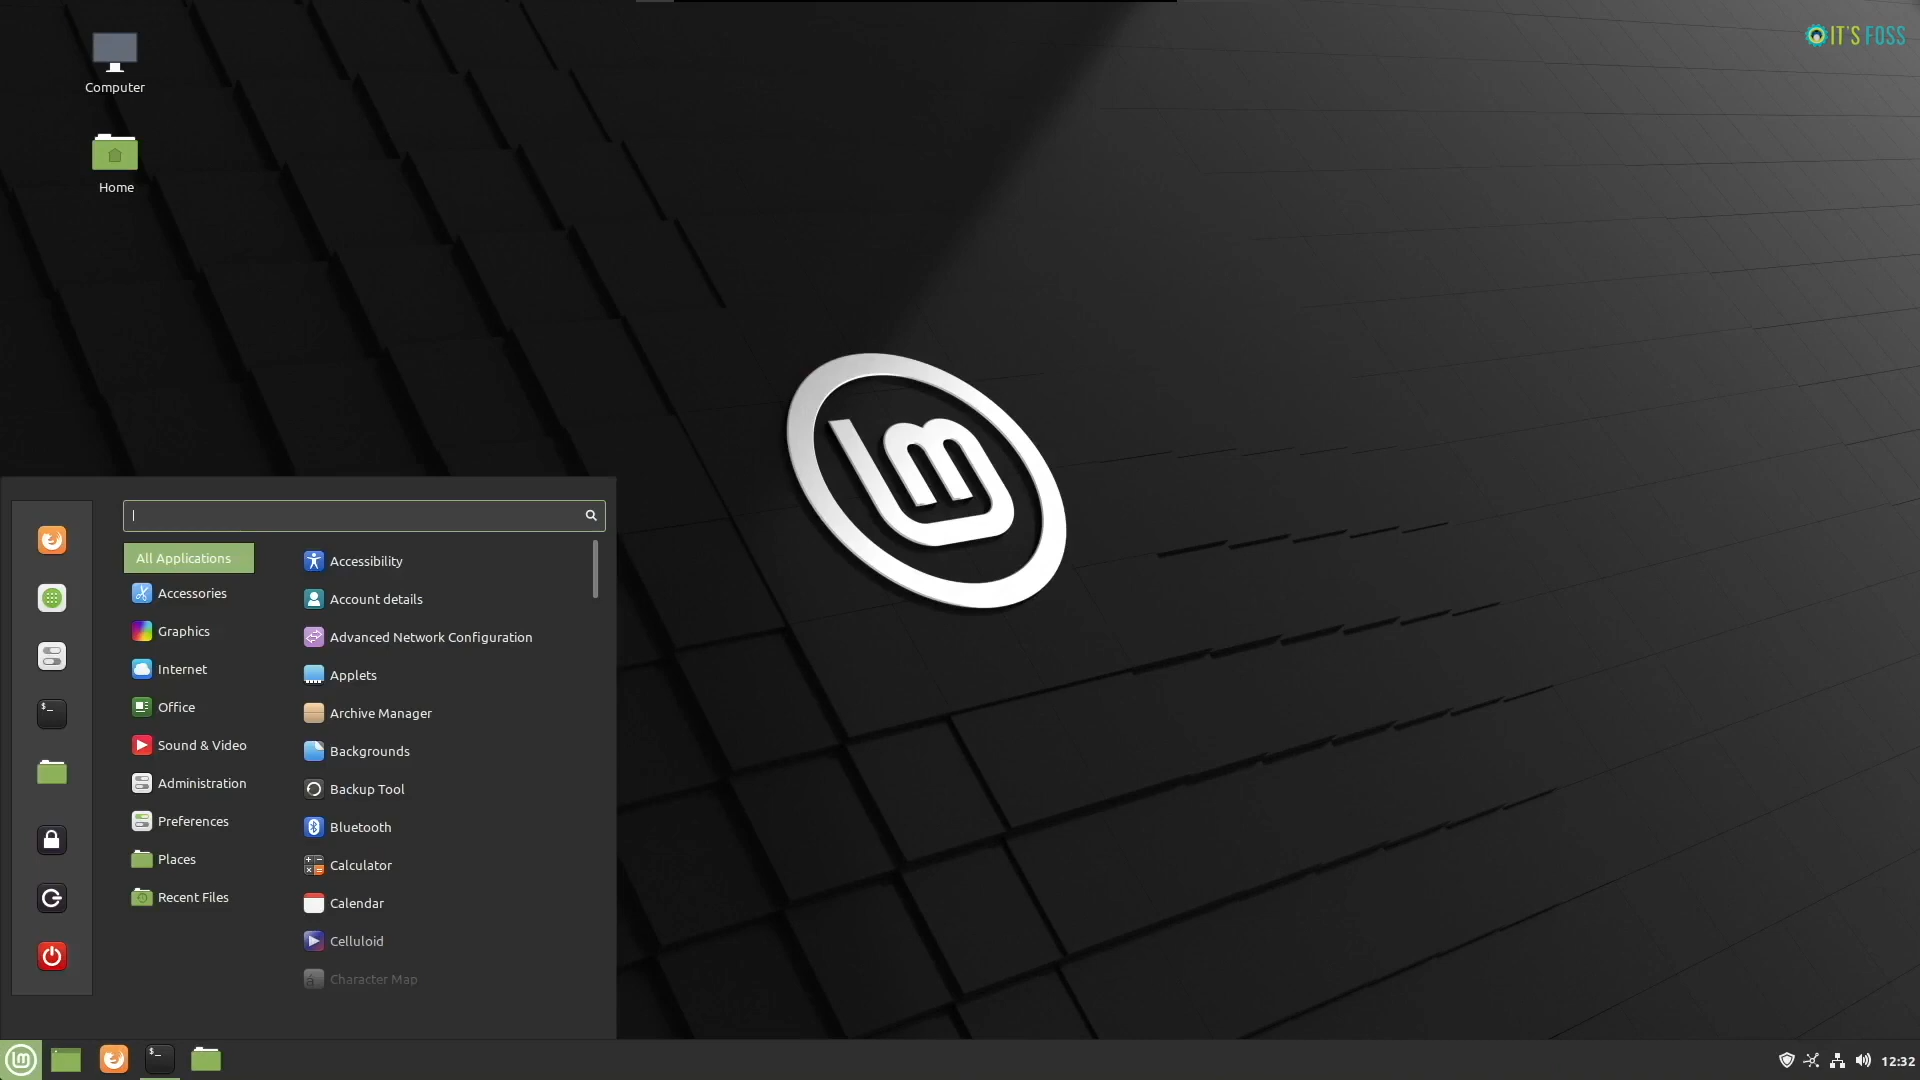 IT'S FOSS
Computer
Home
All Applications
Accessories
Graphics
Internet
Office
Sound & Video
Administration
Preferences
Places
Recent Files
Accessibility
Account details
Advanced Network Configuration
Applets
Archive Manager
Backgrounds
Backup Tool
Bluetooth
Calculator
Calendar
Celluloid
Character Map
12:32